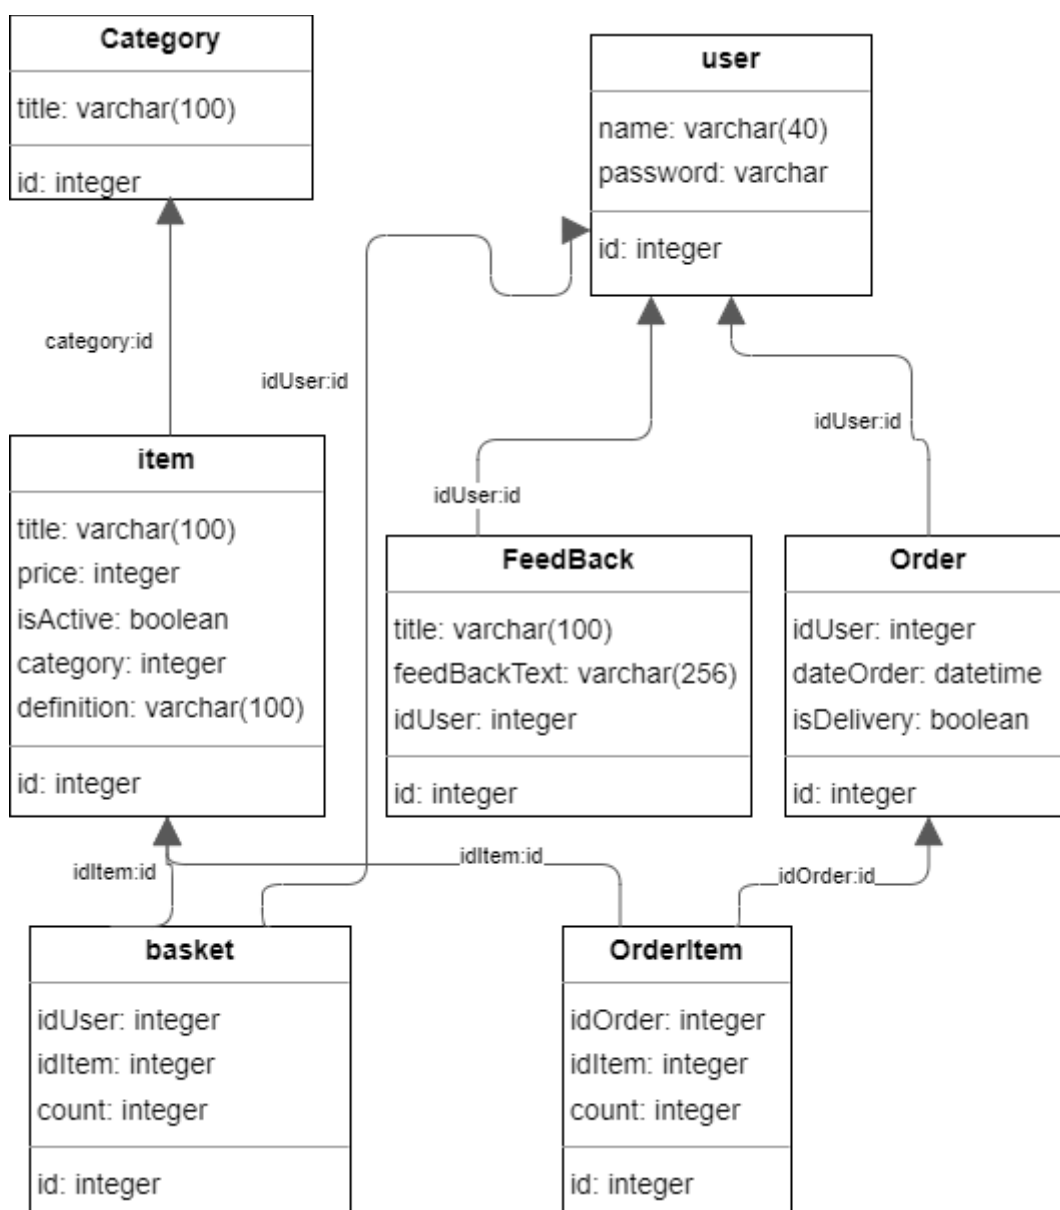 Category
title: varchar(100)
id: integer
user
name: varchar(40)
password: varchar
id: integer
category:id
idUser:id
idUser:id
idUser:id
item
title: varchar(100)
price: integer
isActive: boolean
category: integer
definition: varchar(100)
id: integer
FeedBack
title: varchar(100)
feedBackText: varchar(256)
idUser: integer
id: integer
Order
idUser: integer
dateOrder: datetime
isDelivery: boolean
id: integer
idItem:id
idItem:id
idOrder:id
basket
idUser: integer
idItem: integer
count: integer
id: integer
OrderItem
idOrder: integer
idItem: integer
count: integer
id: integer